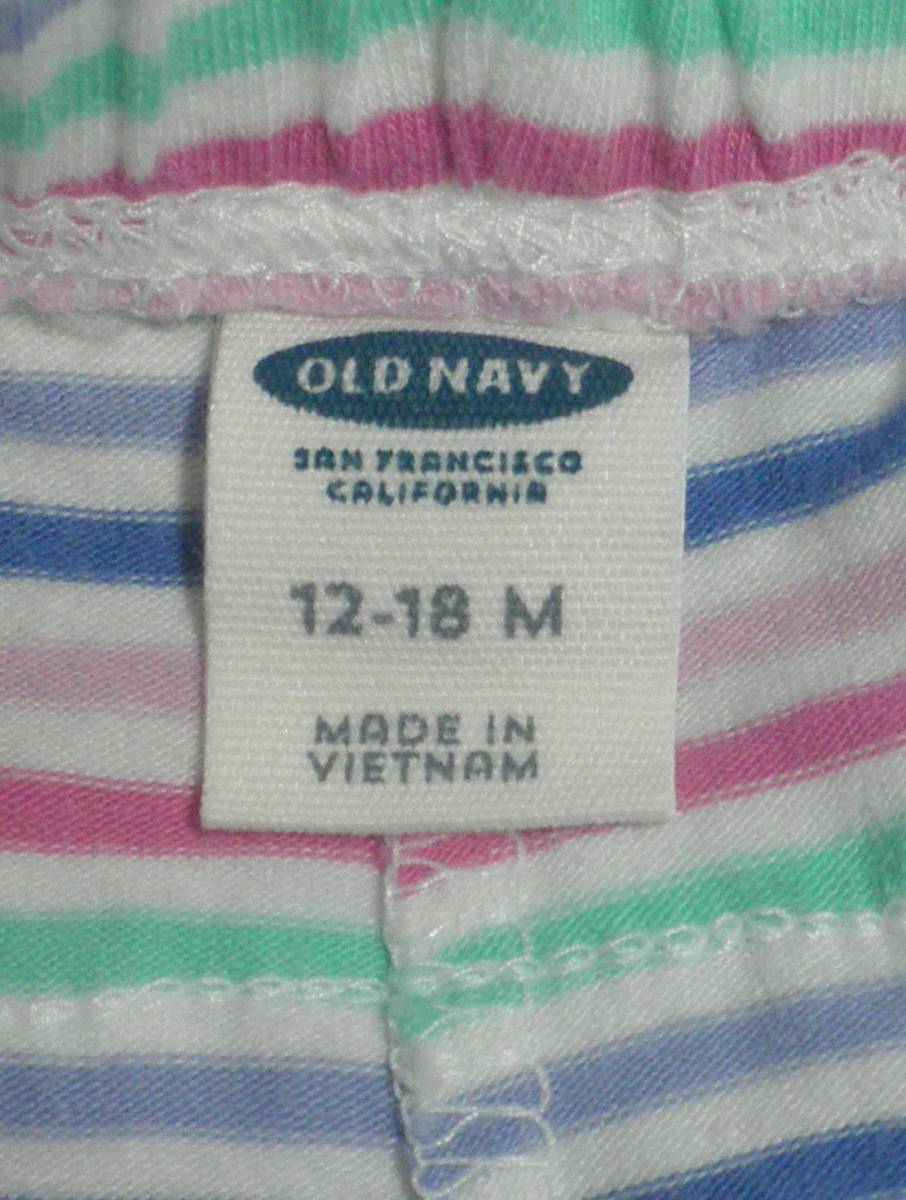 OLD NAVY
SAN FRANCISCO
CALIFORNIA
12-18 M
MADE IN
VIETNAM